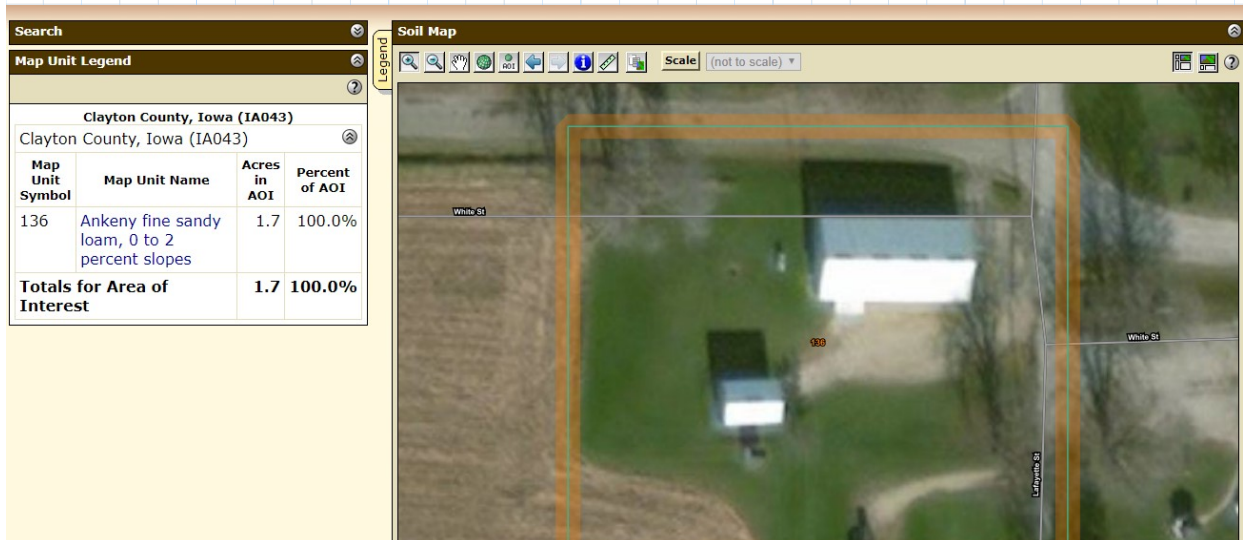 Search
Map Unit Legend
Clayton County, Iowa (IA043)
Clayton County, Iowa (IA043)
Map Unit Symbol
Map Unit Name
Acres in AOI
Percent of AOI
136
Ankeny fine sandy
loam, 0 to 2
percent slopes
1.7
100.0%
Totals for Area of
Interest
1.7
100.0%
Legend
Soil Map
AOI
Scale
(not to scale)
White St
136
White St
Lafayette St